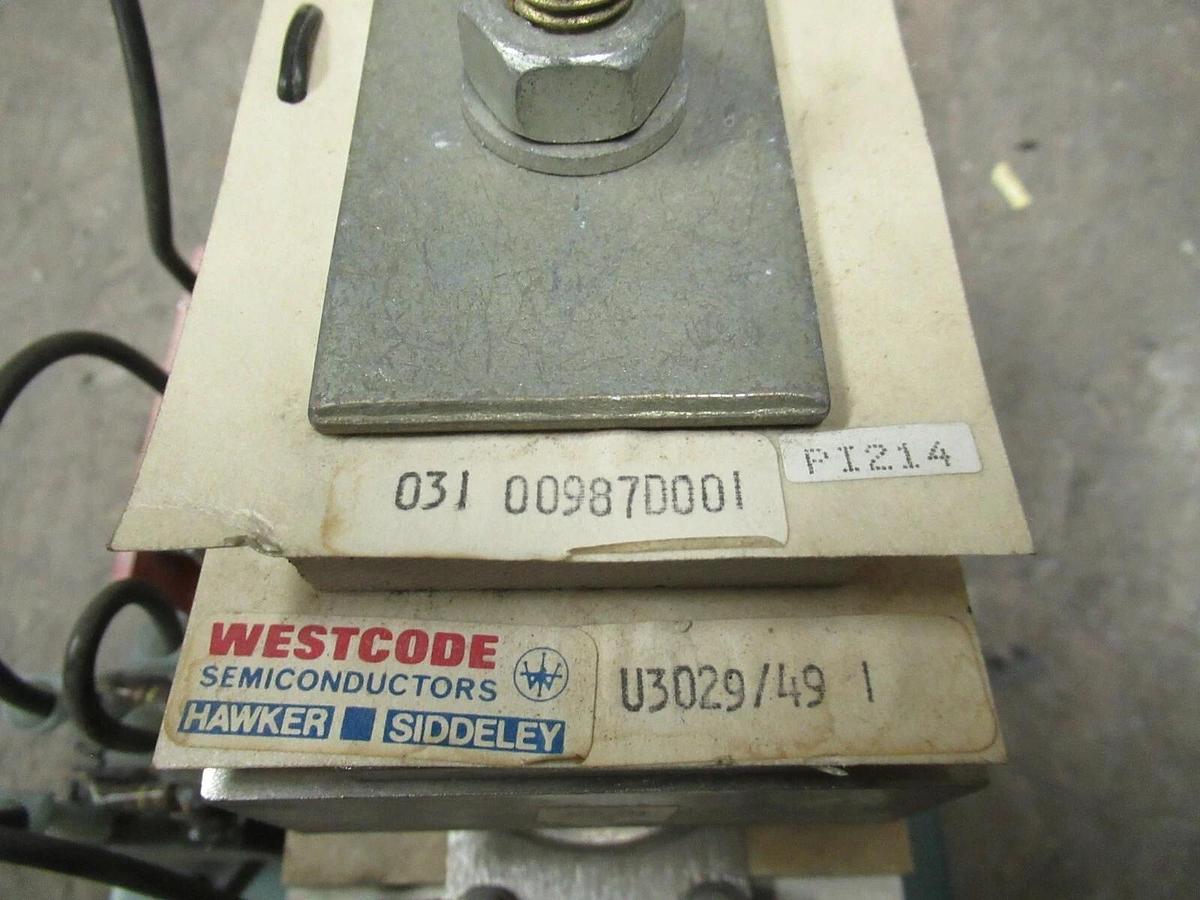 PI214
031 00987D001
WESTCODE
SEMICONDUCTORS
HAWKER SIDDELEY
U3029/49 1